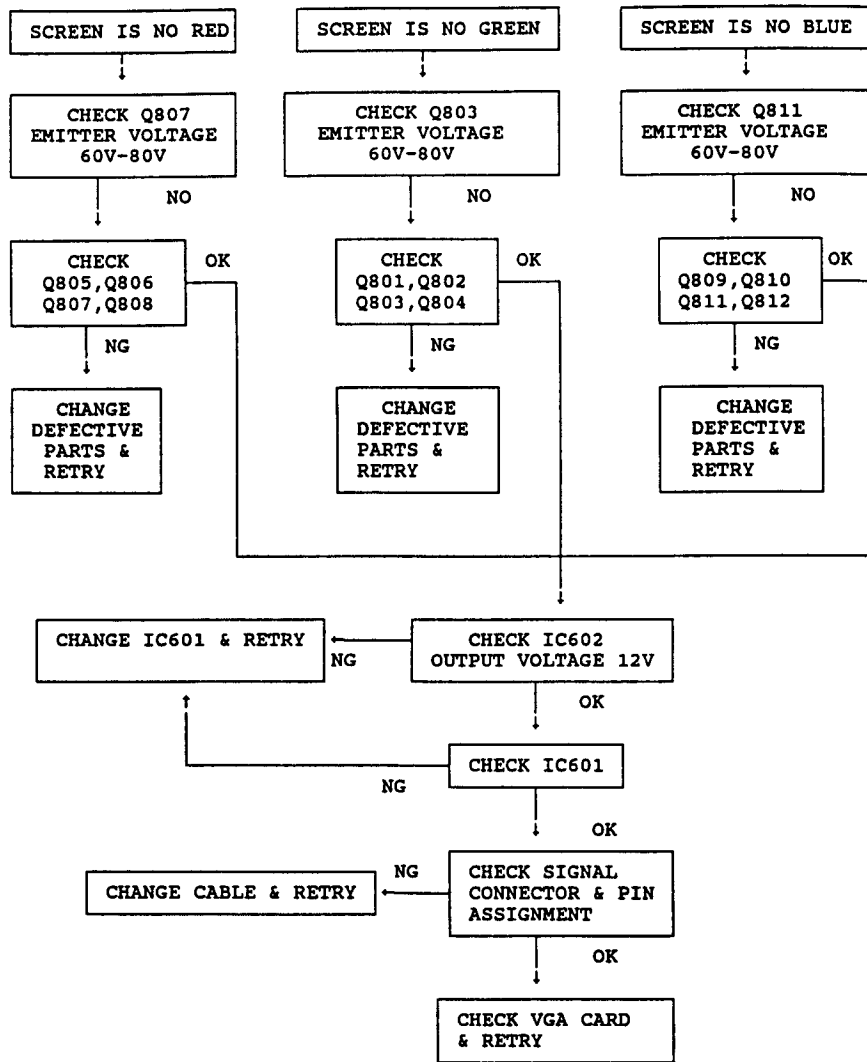 SCREEN IS NO RED
SCREEN IS NO GREEN
SCREEN IS NO BLUE
CHECK Q807
EMITTER VOLTAGE
60V-80V
CHECK Q803
EMITTER VOLTAGE
60V-80V
CHECK Q811
EMITTER VOLTAGE
60V-80V
NO
NO
NO
CHECK
Q805,Q806
Q807,Q808
OK
CHECK
Q801,Q802
Q803,Q804
OK
CHECK
Q809,Q810
Q811,Q812
OK
NG
NG
NG
CHANGE
DEFECTIVE
PARTS &
RETRY
CHANGE
DEFECTIVE
PARTS &
RETRY
CHANGE
DEFECTIVE
PARTS &
RETRY
CHANGE IC601 & RETRY
NG
CHECK IC602
OUTPUT VOLTAGE 12V
OK
CHECK IC601
NG
OK
CHANGE CABLE & RETRY
NG
CHECK SIGNAL
CONNECTOR & PIN
ASSIGNMENT
OK
CHECK VGA CARD
& RETRY